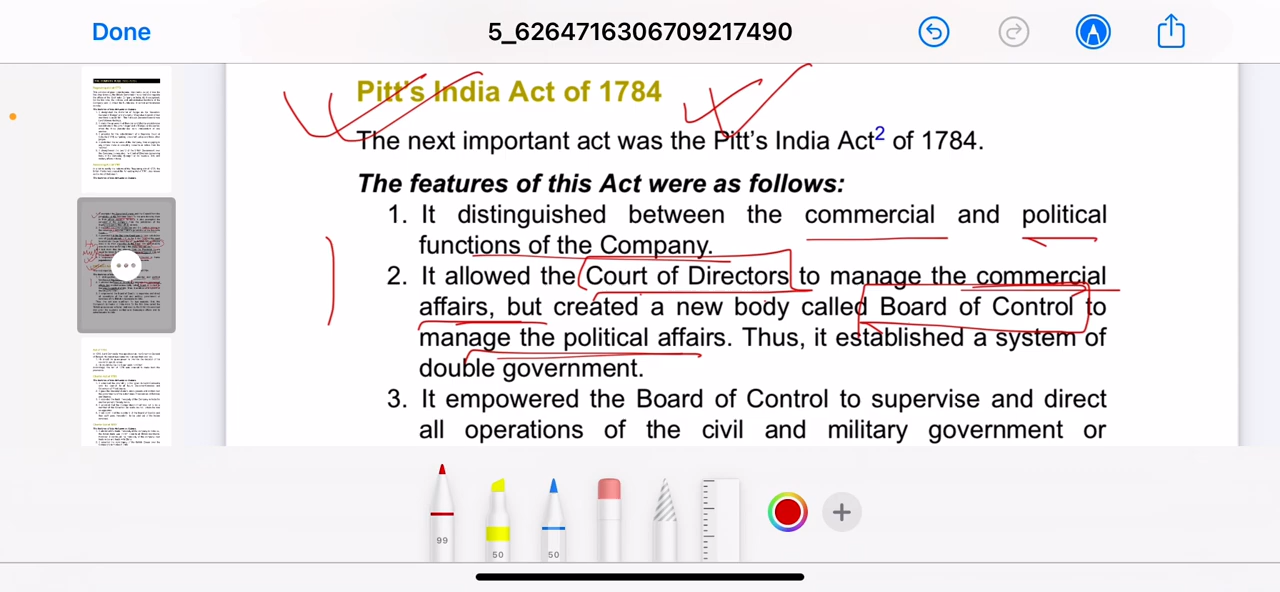 Done
5_6264716306709217490
Pitt's India Act of 1784
The next important act was the Pitt's India Act2 of 1784.
The features of this Act were as follows:
1. It distinguished between the commercial and political
functions of the Company.
2. It allowed the Court of Directors to manage the commercial
affairs, but created a new body called Board of Control to
manage the political affairs. Thus, it established a system of
double government.
3. It empowered the Board of Control to supervise and direct
all operations of the civil and military government or
99
50
50